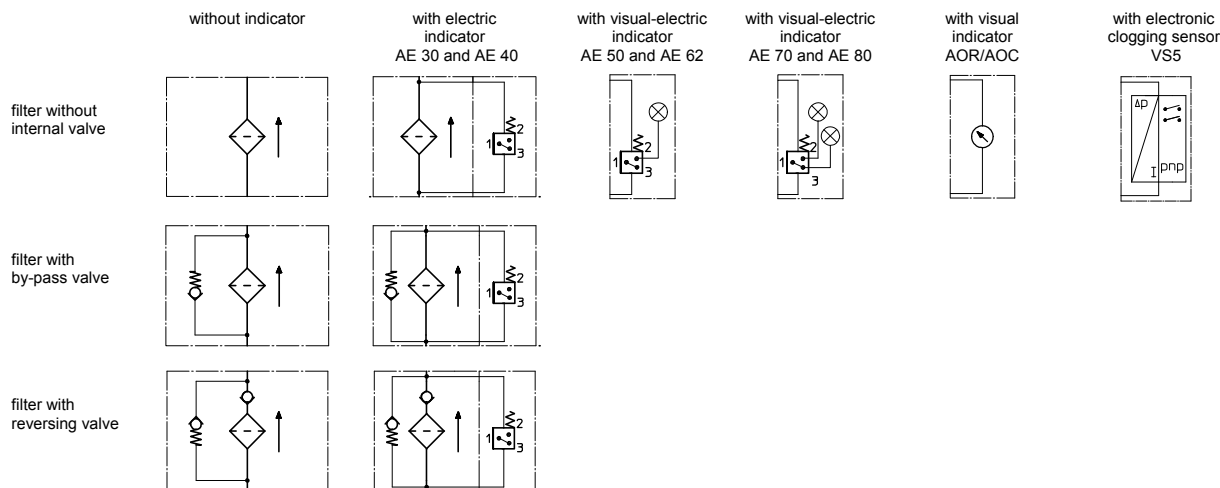 without indicator
with electric
indicator
AE 30 and AE 40
with visual-electric
indicator
AE 50 and AE 62
with visual-electric
indicator
AE 70 and AE 80
with visual
indicator
AOR/AOC
with electronic
clogging sensor
VS5
filter without
internal valve
1
2
3
1
2
3
1
2
3
Δp
I
pnp
filter with
by-pass valve
1
2
3
filter with
reversing valve
1
2
3